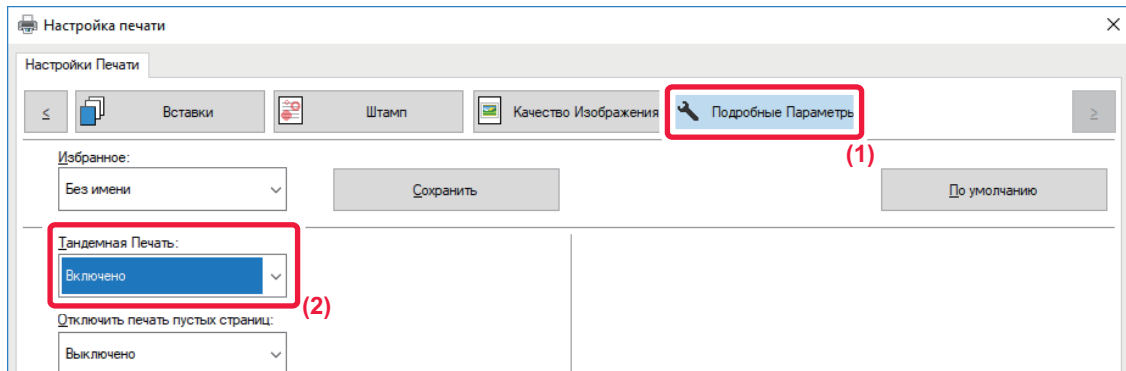 Настройка печати
Настройки Печати
≤ Вставки Штамп Качество Изображения Подробные Параметры ≥
(1)
Избранное:
Без имени Сохранить По умолчанию
Тандемная Печать:
Включено
(2)
Отключить печать пустых страниц:
Выключено